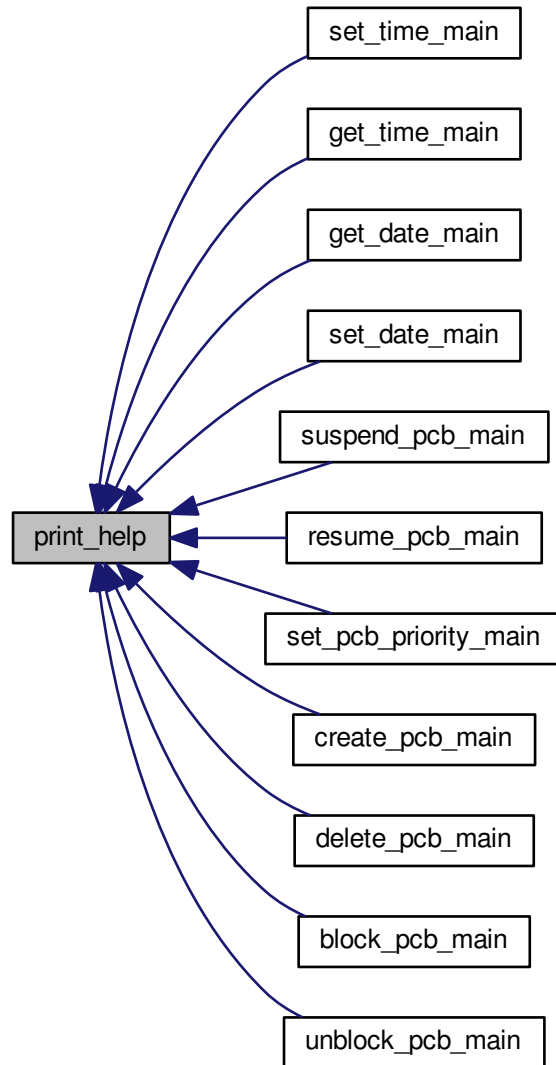 set_time_main
get_time_main
get_date_main
set_date_main
suspend_pcb_main
print_help
resume_pcb_main
set_pcb_priority_main
create_pcb_main
delete_pcb_main
block_pcb_main
unblock_pcb_main